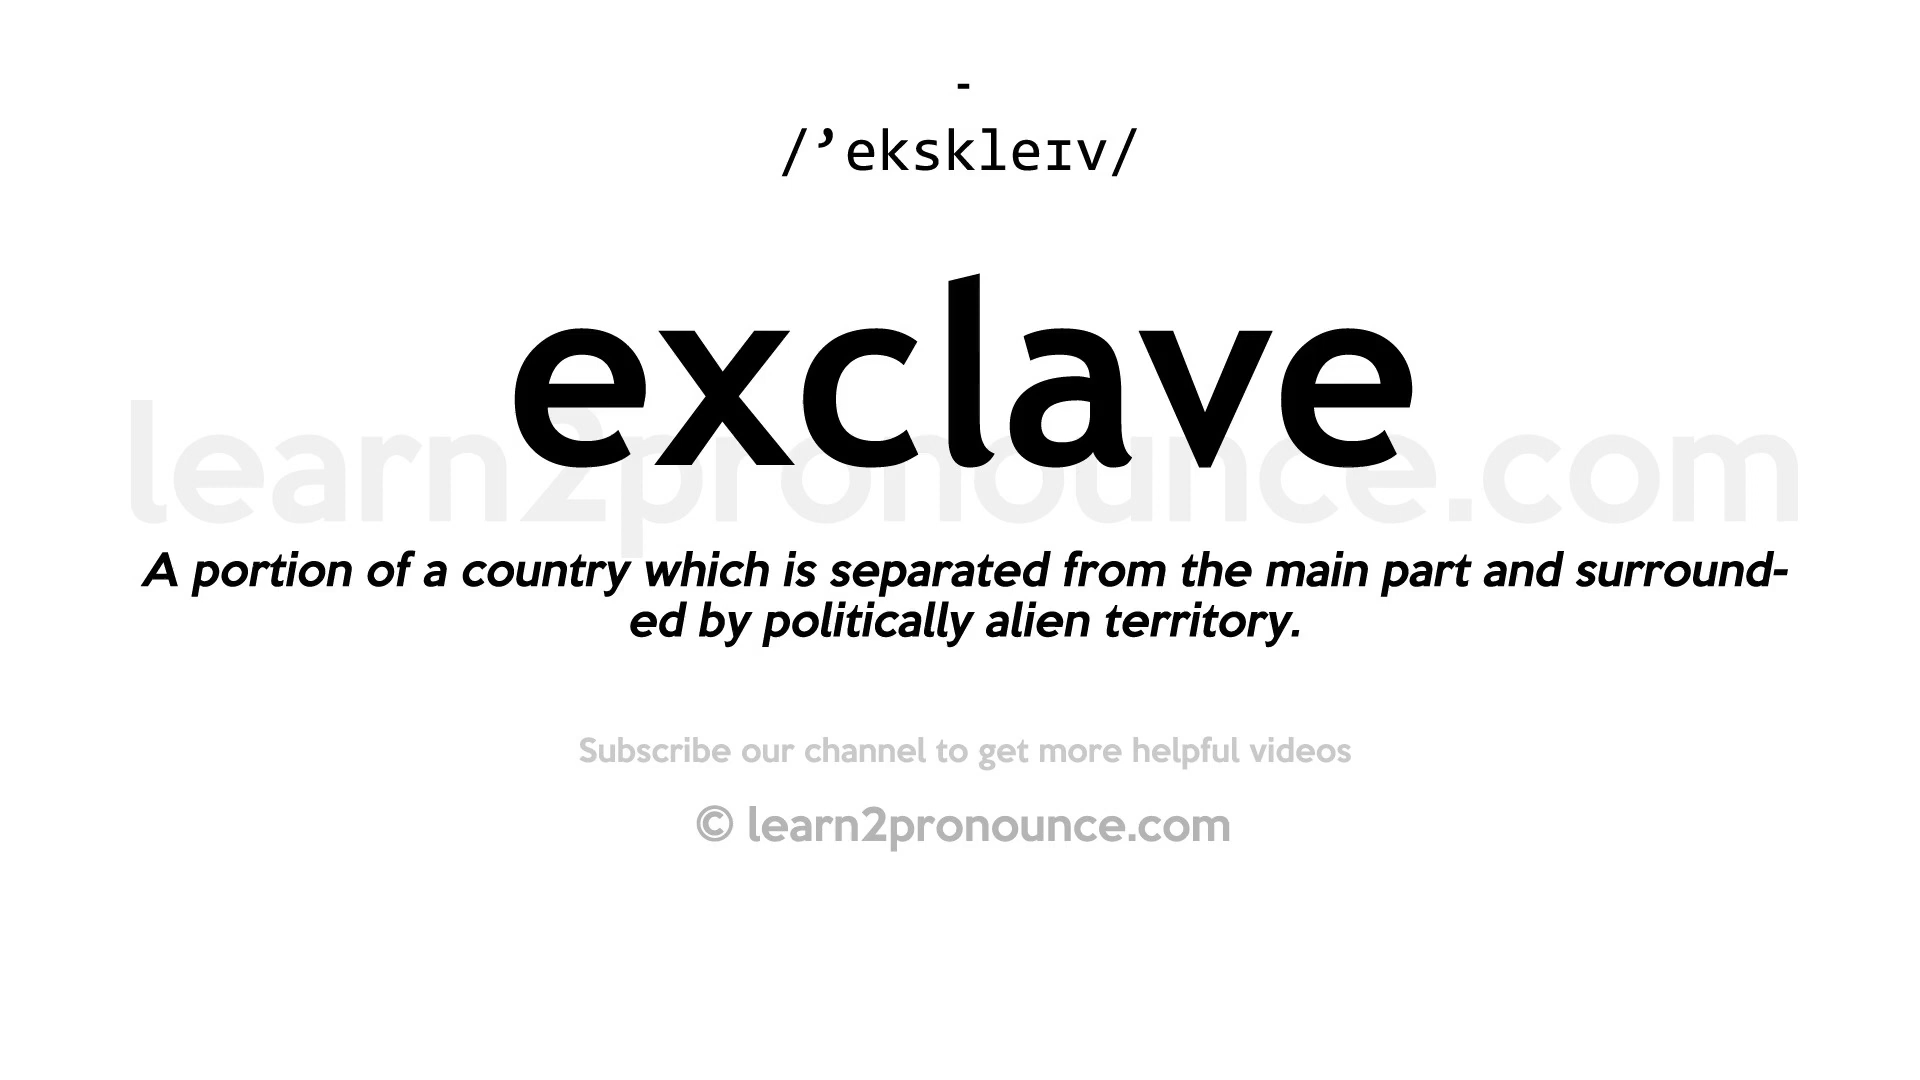 -
/’ekskleɪv/
exclave
learn2pronounce.com
A portion of a country which is separated from the main part and surround-
ed by politically alien territory.
Subscribe our channel to get more helpful videos
© learn2pronounce.com